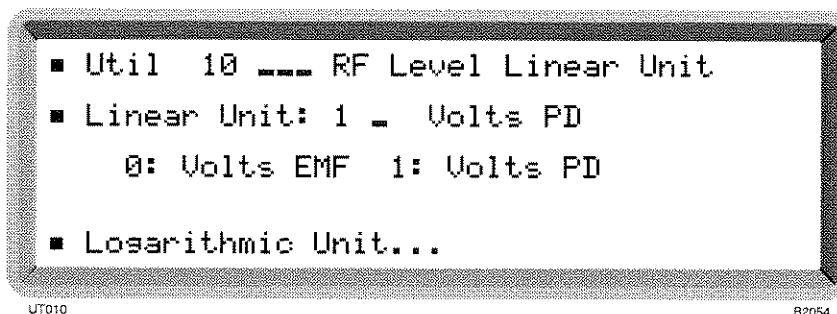 ▪ Util 10 ___ RF Level Linear Unit
▪ Linear Unit: 1 _ Volts PD
0: Volts EMF 1: Volts PD
▪ Logarithmic Unit...
UT010 B2054